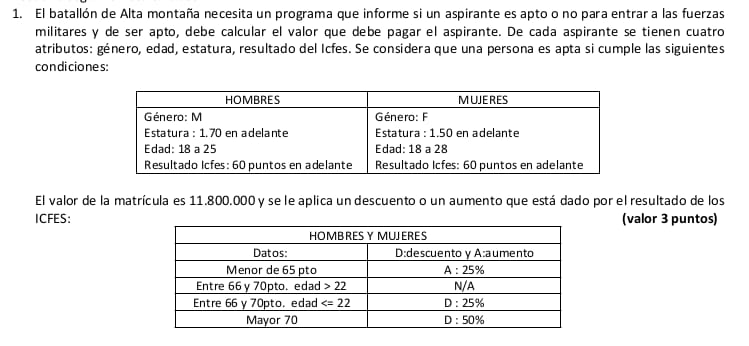 1. El batallón de Alta montaña necesita un programa que informe si un aspirante es apto o no para entrar a las fuerzas
militares y de ser apto, debe calcular el valor que debe pagar el aspirante. De cada aspirante se tienen cuatro
atributos: género, edad, estatura, resultado del Icfes. Se considera que una persona es apta si cumple las siguientes
condiciones:
HOMBRES MUJERES
Género: M Género: F
Estatura : 1.70 en adelante Estatura : 1.50 en adelante
Edad: 18 a 25 Edad: 18 a 28
Resultado Icfes: 60 puntos en adelante Resultado Icfes: 60 puntos en adelante
El valor de la matrícula es 11.800.000 y se le aplica un descuento o un aumento que está dado por el resultado de los
ICFES: (valor 3 puntos)
HOMBRES Y MUJERES
Datos: D:descuento y A:aumento
Menor de 65 pto A : 25%
Entre 66 y 70pto. edad > 22 N/A
Entre 66 y 70pto. edad <= 22 D : 25%
Mayor 70 D : 50%